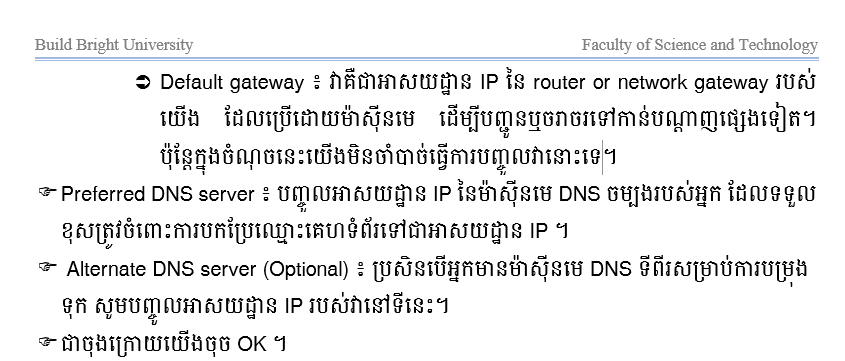 Build Bright University Faculty of Science and Technology
➲ Default gateway ៖ វាគឺជាអាសយដ្ឋាន IP នៃ router or network gateway របស់
យើង ដែលប្រើដោយម៉ាស៊ីនមេ ដើម្បីបញ្ជូនឬចរាចរទៅកាន់បណ្ដាញផ្សេងទៀត។
ប៉ុន្តែក្នុងចំណុចនេះយើងមិនចាំបាច់ធ្វើការបញ្ចូលវានោះទេ។
☞ Preferred DNS server ៖ បញ្ចូលអាសយដ្ឋាន IP នៃម៉ាស៊ីនមេ DNS ចម្បងរបស់អ្នក ដែលទទួល
ខុសត្រូវចំពោះការបកប្រែឈ្មោះគេហទំព័រទៅជាអាសយដ្ឋាន IP ។
☞ Alternate DNS server (Optional) ៖ ប្រសិនបើអ្នកមានម៉ាស៊ីនមេ DNS ទីពីរសម្រាប់ការបម្រុង
ទុក សូមបញ្ចូលអាសយដ្ឋាន IP របស់វានៅទីនេះ។
☞ ជាចុងក្រោយយើងចុច OK ។